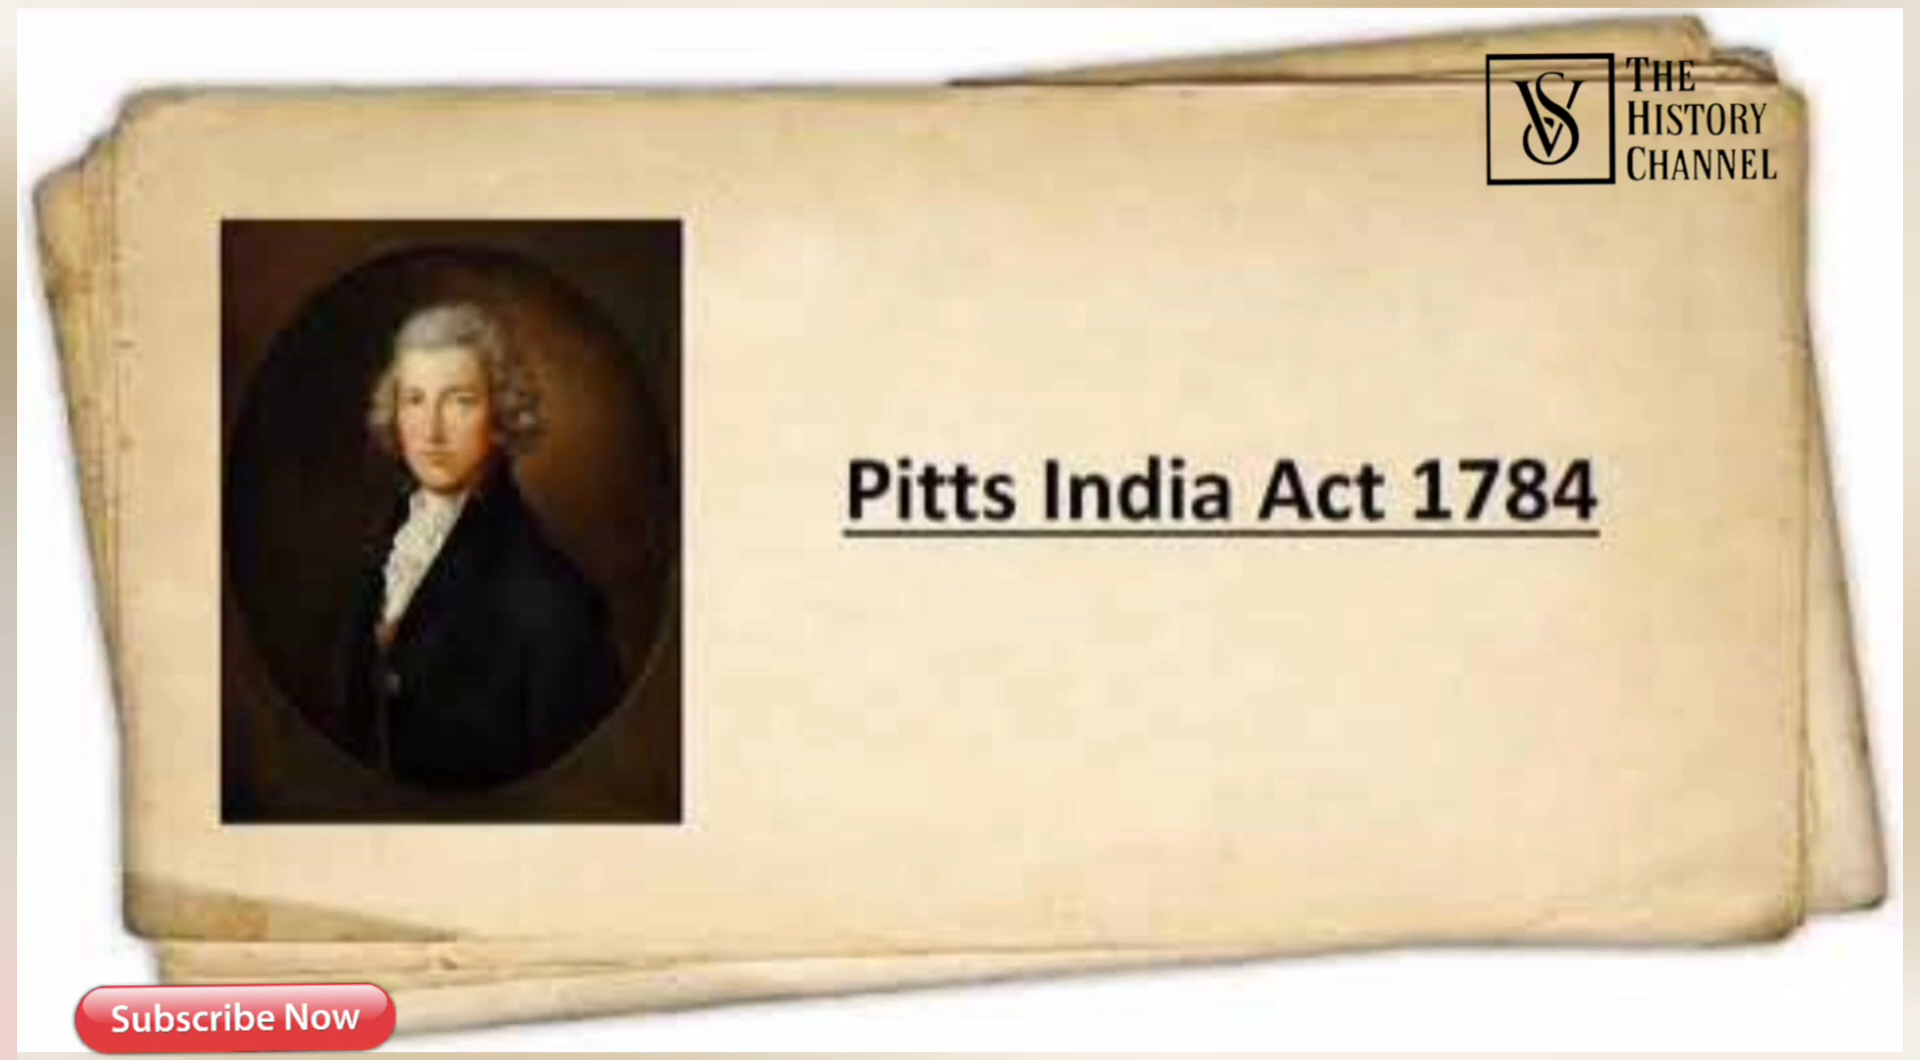 THE
HISTORY
CHANNEL
Pitts India Act 1784
Subscribe Now